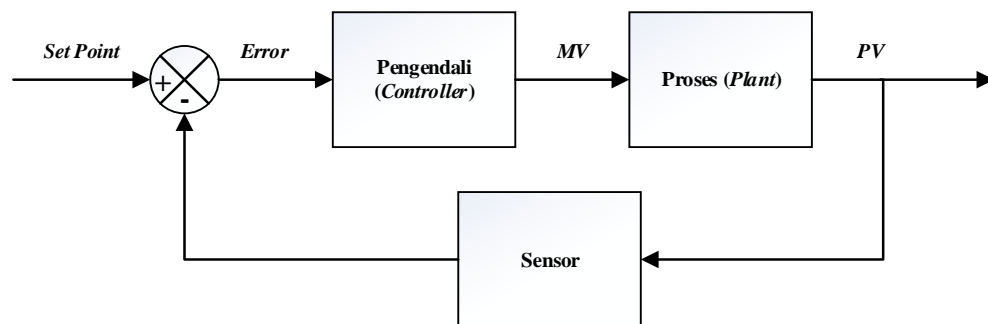 Set Point
Error
MV
PV
+
-
Pengendali
(Controller)
Proses (Plant)
Sensor